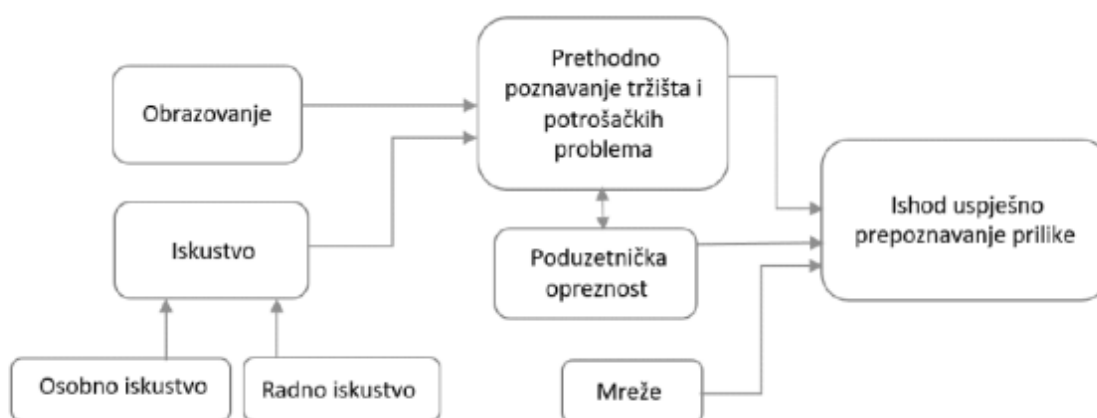 Prethodno
poznavanje tržišta i
potrošačkih
problema
Obrazovanje
Iskustvo
Poduzetnička
opreznost
Ishod uspješno
prepoznavanje prilike
Osobno iskustvo
Radno iskustvo
Mreže